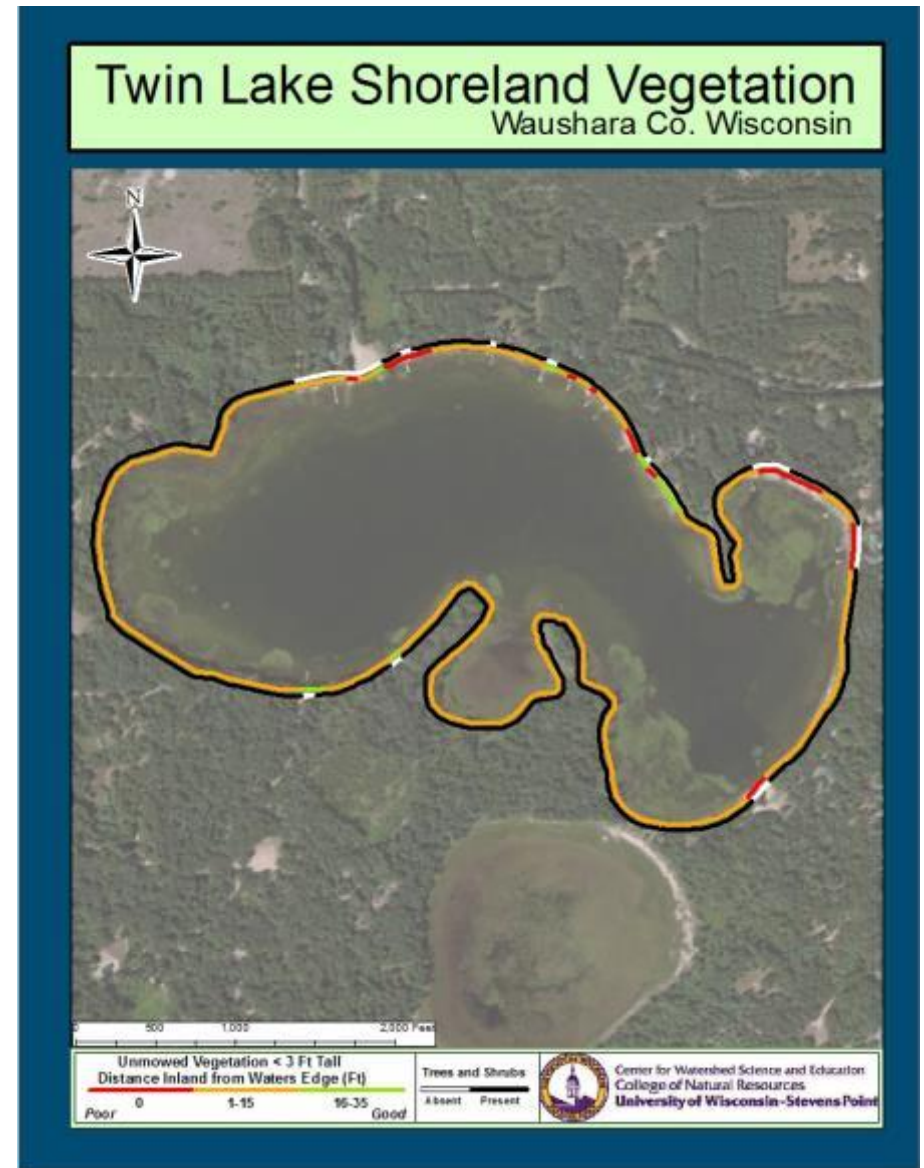 Twin Lake Shoreland Vegetation
Waushara Co. Wisconsin
N
0 500 1,000 2,000 Feet
Unmowed Vegetation < 3 Ft Tall
Distance Inland from Waters Edge (Ft)
0 1-15 16-35
Poor Good
Trees and Shrubs
Absent Present
Center for Watershed Science and Education
College of Natural Resources
University of Wisconsin-Stevens Point